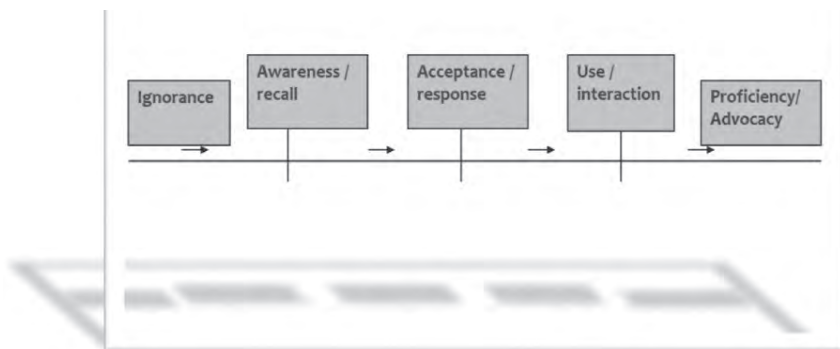 Ignorance
Awareness /
recall
Acceptance /
response
Use /
interaction
Proficiency/
Advocacy